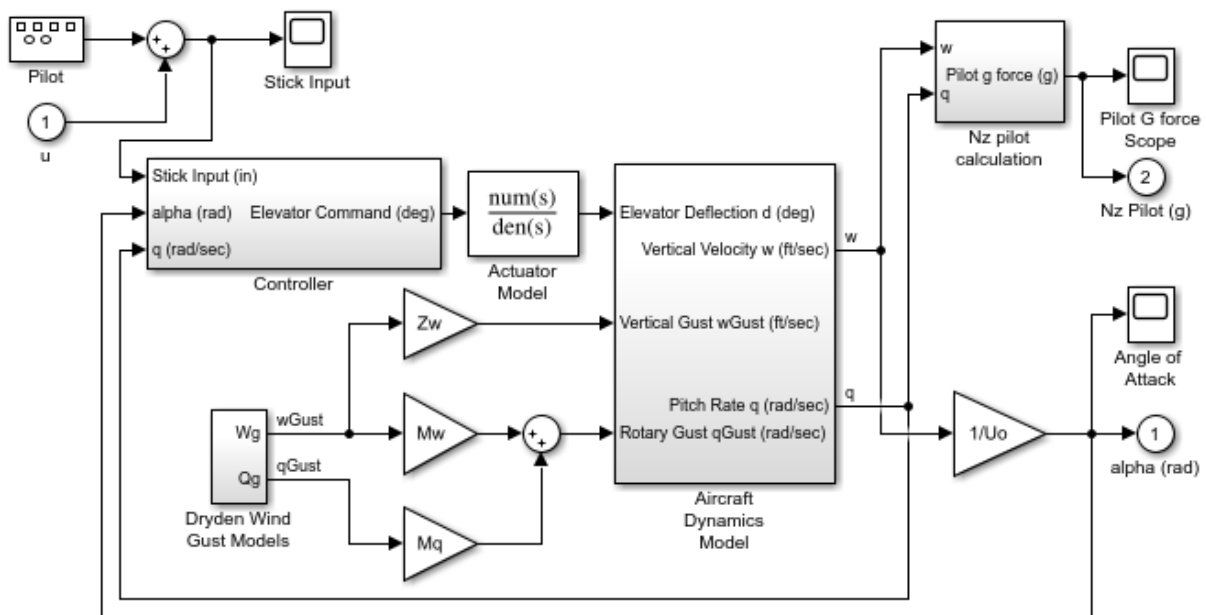 Pilot
Stick Input
1
u
w
Pilot g force (g)
q
Nz pilot
calculation
Pilot G force
Scope
2
Nz Pilot (g)
Stick Input (in)
alpha (rad)
Elevator Command (deg)
q (rad/sec)
Controller
num(s)
den(s)
Actuator
Model
Elevator Deflection d (deg)
Vertical Velocity w (ft/sec)
Vertical Gust wGust (ft/sec)
Pitch Rate q (rad/sec)
Rotary Gust qGust (rad/sec)
Aircraft
Dynamics
Model
w
q
Zw
Mw
Mq
Wg
Qg
wGust
qGust
Dryden Wind
Gust Models
1/Uo
Angle of
Attack
1
alpha (rad)